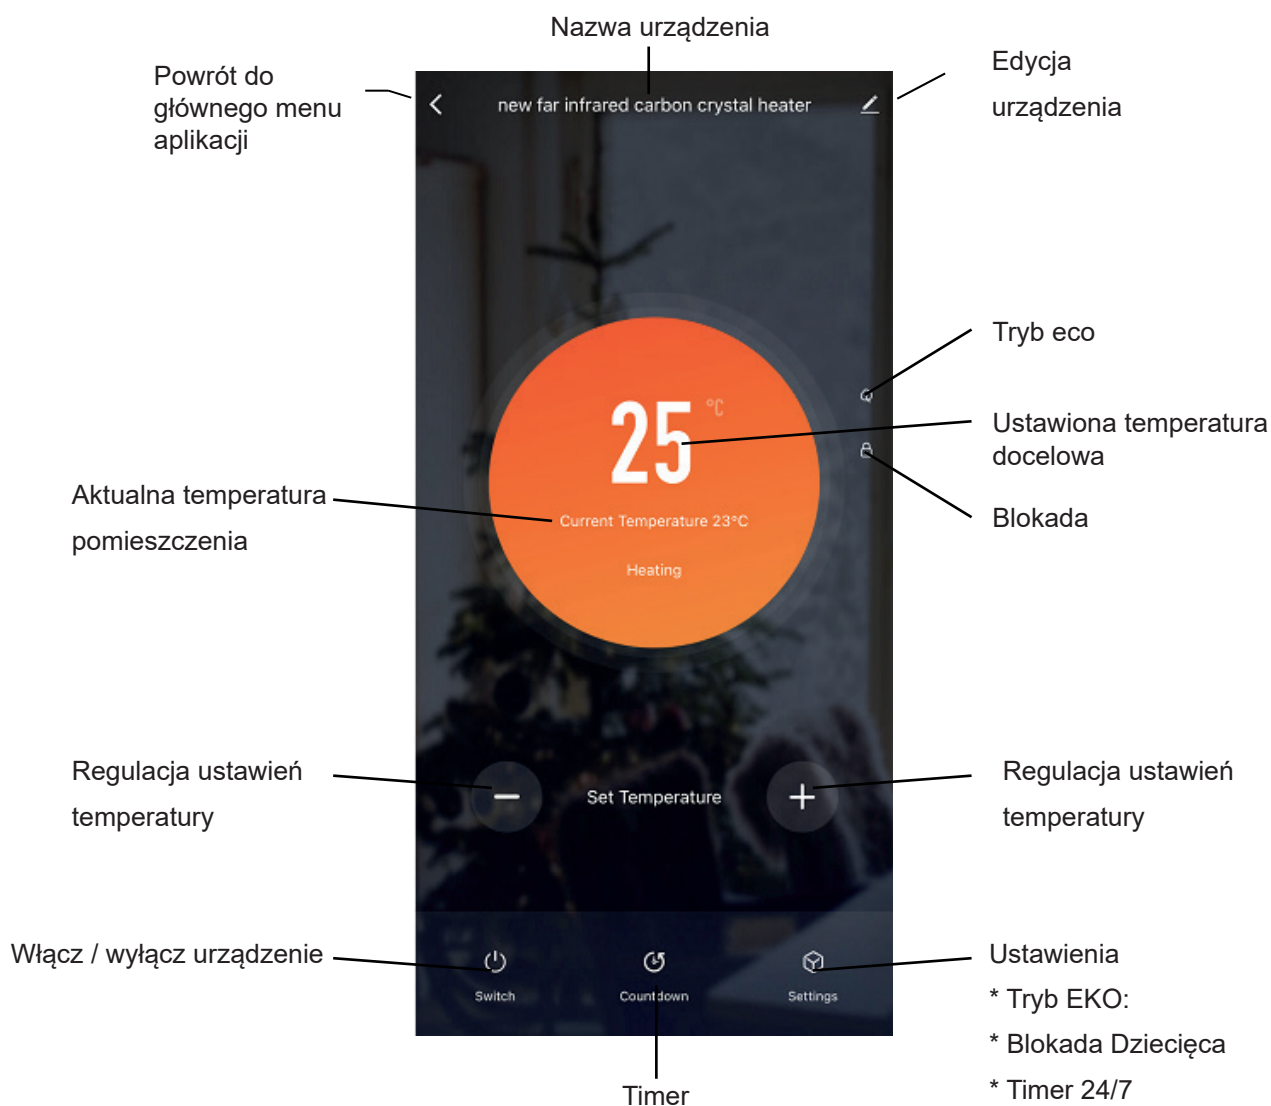 Nazwa urządzenia
Powrót do
głównego menu
aplikacji
Edycja
urządzenia
new far infrared carbon crystal heater
Tryb eco
25 °C
Ustawiona temperatura
docelowa
Aktualna temperatura
pomieszczenia
Current Temperature 23°C
Blokada
Heating
Regulacja ustawień
temperatury
Set Temperature
Regulacja ustawień
temperatury
Włącz / wyłącz urządzenie
Switch
Countdown
Settings
Ustawienia
* Tryb EKO:
* Blokada Dziecięca
* Timer 24/7
Timer